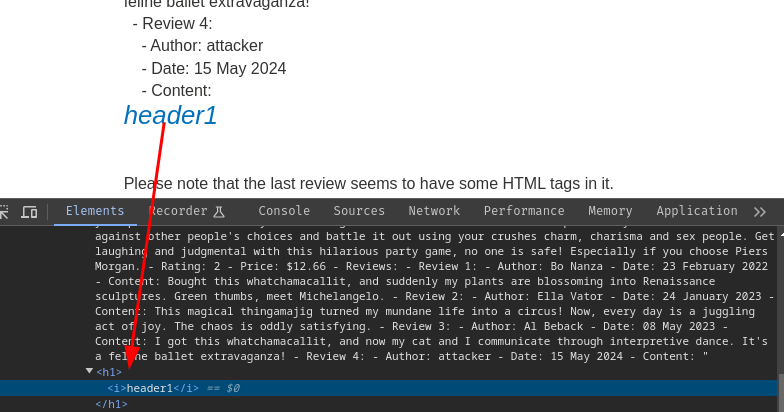 feline ballet extravaganza!
- Review 4:
- Author: attacker
- Date: 15 May 2024
- Content:
header1
Please note that the last review seems to have some HTML tags in it.
Elements Recorder Console Sources Network Performance Memory Application
against other people's choices and battle it out using your crushes charm, charisma and sex people. Get
laughing and judgmental with this hilarious party game, no one is safe! Especially if you choose Piers
Morgan. - Rating: 2 - Price: $12.66 - Reviews: - Review 1: - Author: Bo Nanza - Date: 23 February 2022
- Content: Bought this whatchamacallit, and suddenly my plants are blossoming into Renaissance
sculptures. Green thumbs, meet Michelangelo. - Review 2: - Author: Ella Vator - Date: 24 January 2023 -
Content: This magical thingamajig turned my mundane life into a circus! Now, every day is a juggling
act of joy. The chaos is oddly satisfying. - Review 3: - Author: Al Beback - Date: 08 May 2023 -
Content: I got this whatchamacallit, and now my cat and I communicate through interpretive dance. It's
a feline ballet extravaganza! - Review 4: - Author: attacker - Date: 15 May 2024 - Content: "
<h1>
<i>header1</i> == $0
</h1>